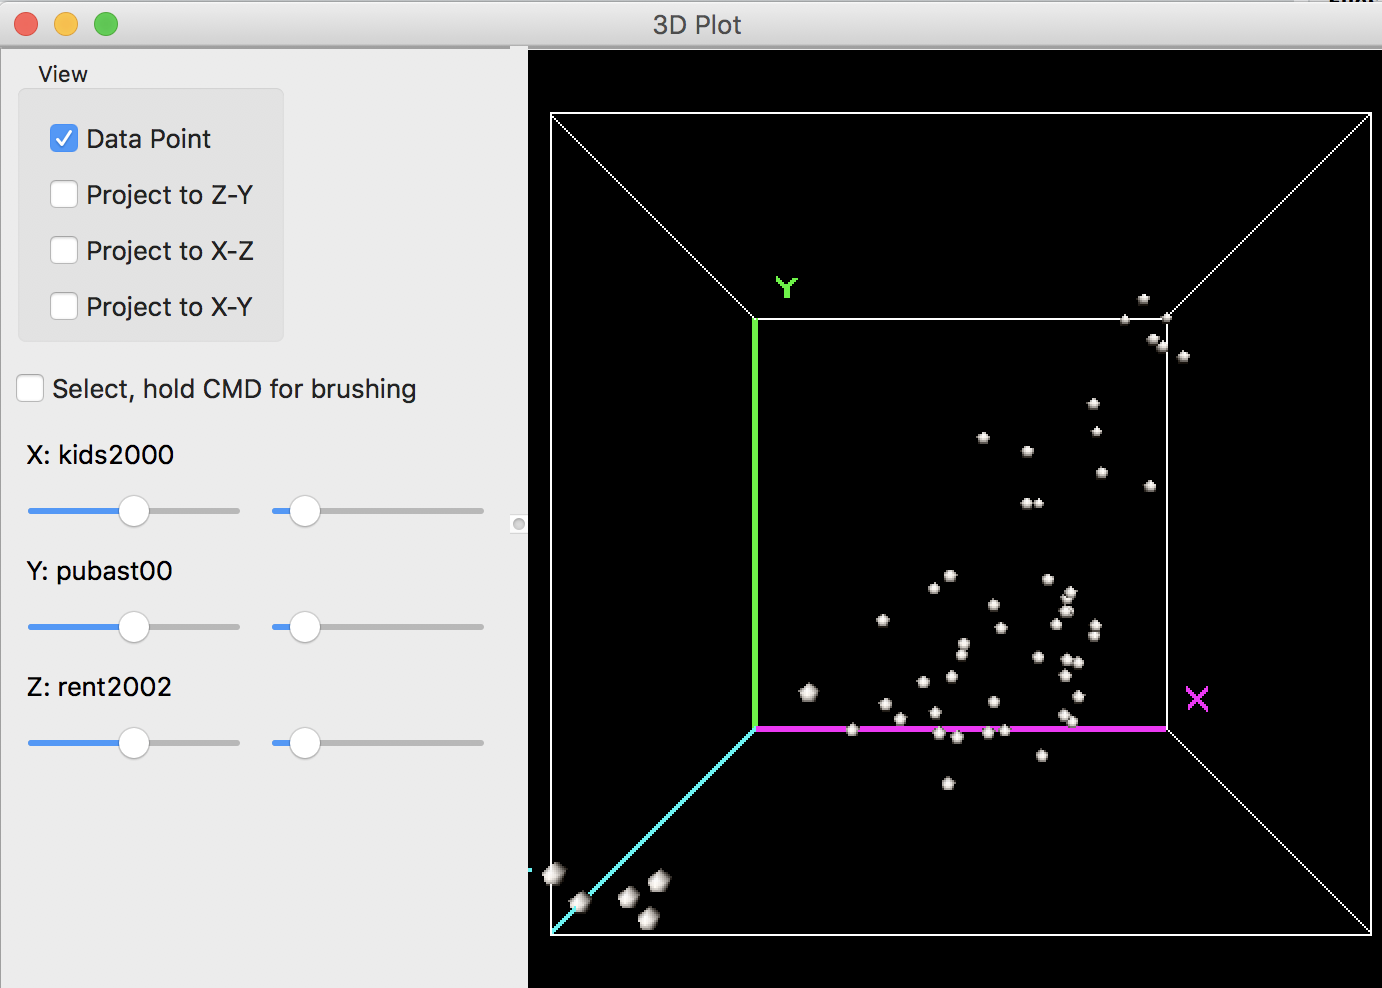 3D Plot
View
Data Point
Project to Z-Y
Project to X-Z
Project to X-Y
Select, hold CMD for brushing
X: kids2000
Y: pubast00
Z: rent2002
Y
X